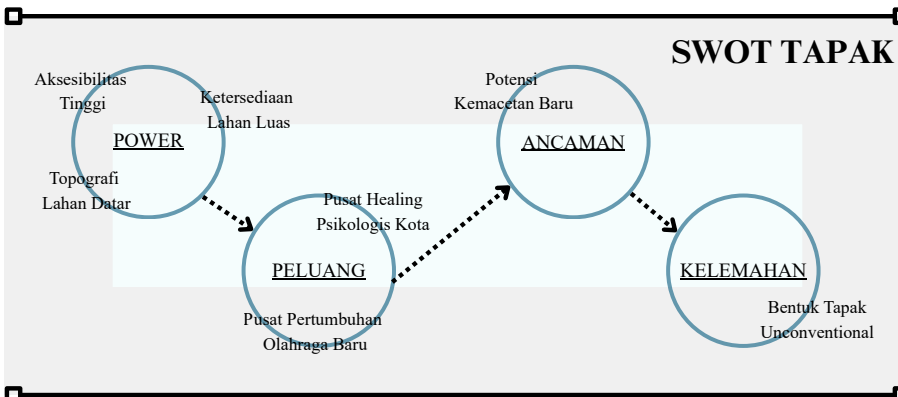 SWOT TAPAK
Aksesibilitas
Tinggi
Ketersediaan
Lahan Luas
POWER
Topografi
Lahan Datar
Pusat Healing
Psikologis Kota
PELUANG
Pusat Pertumbuhan
Olahraga Baru
Potensi
Kemacetan Baru
ANCAMAN
KELEMAHAN
Bentuk Tapak
Unconventional